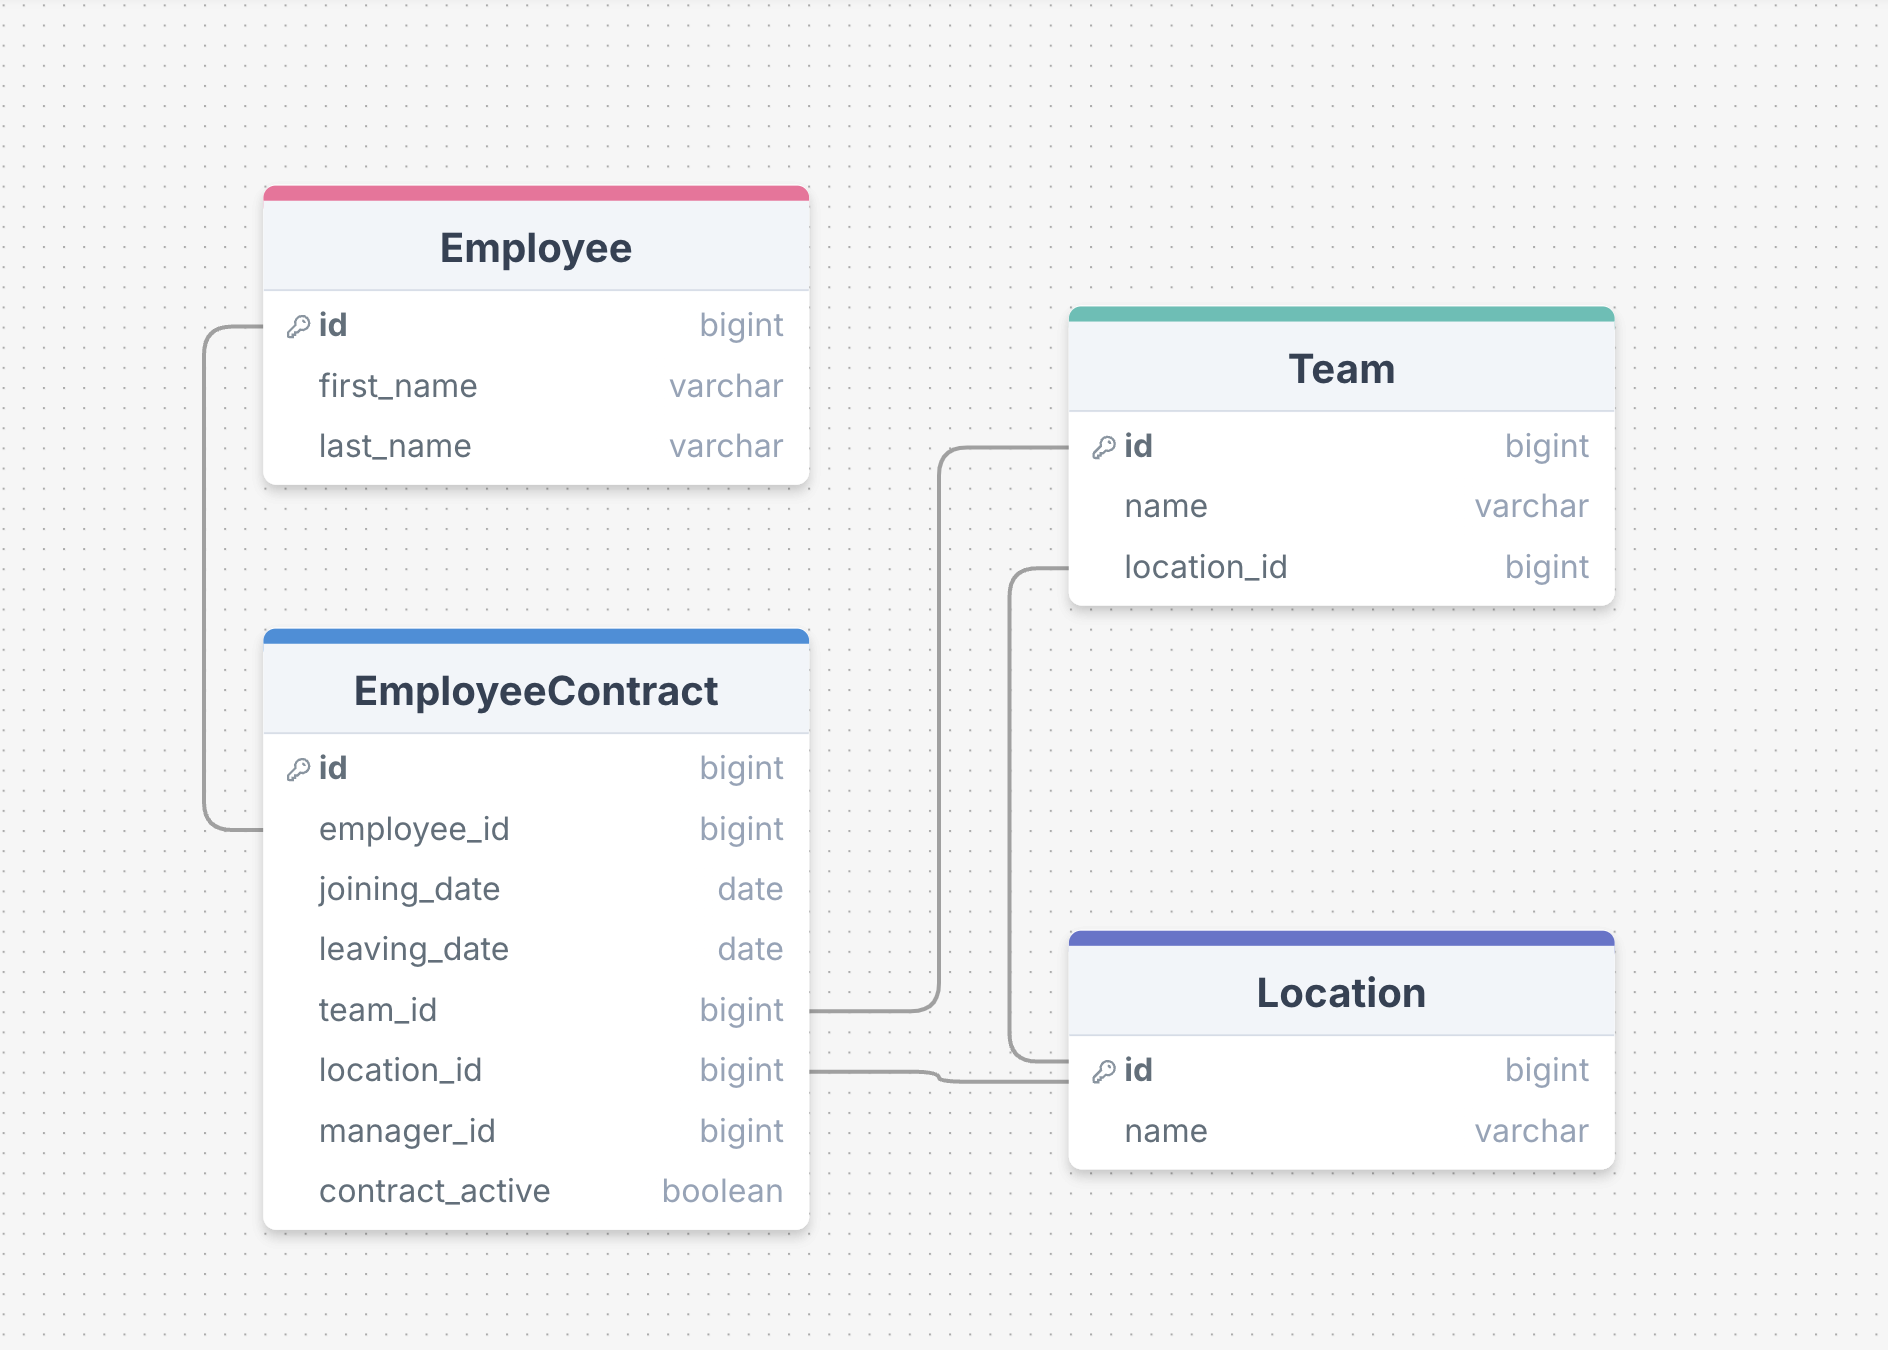 Employee
id bigint
first_name varchar
last_name varchar
Team
id bigint
name varchar
location_id bigint
EmployeeContract
id bigint
employee_id bigint
joining_date date
leaving_date date
team_id bigint
location_id bigint
manager_id bigint
contract_active boolean
Location
id bigint
name varchar